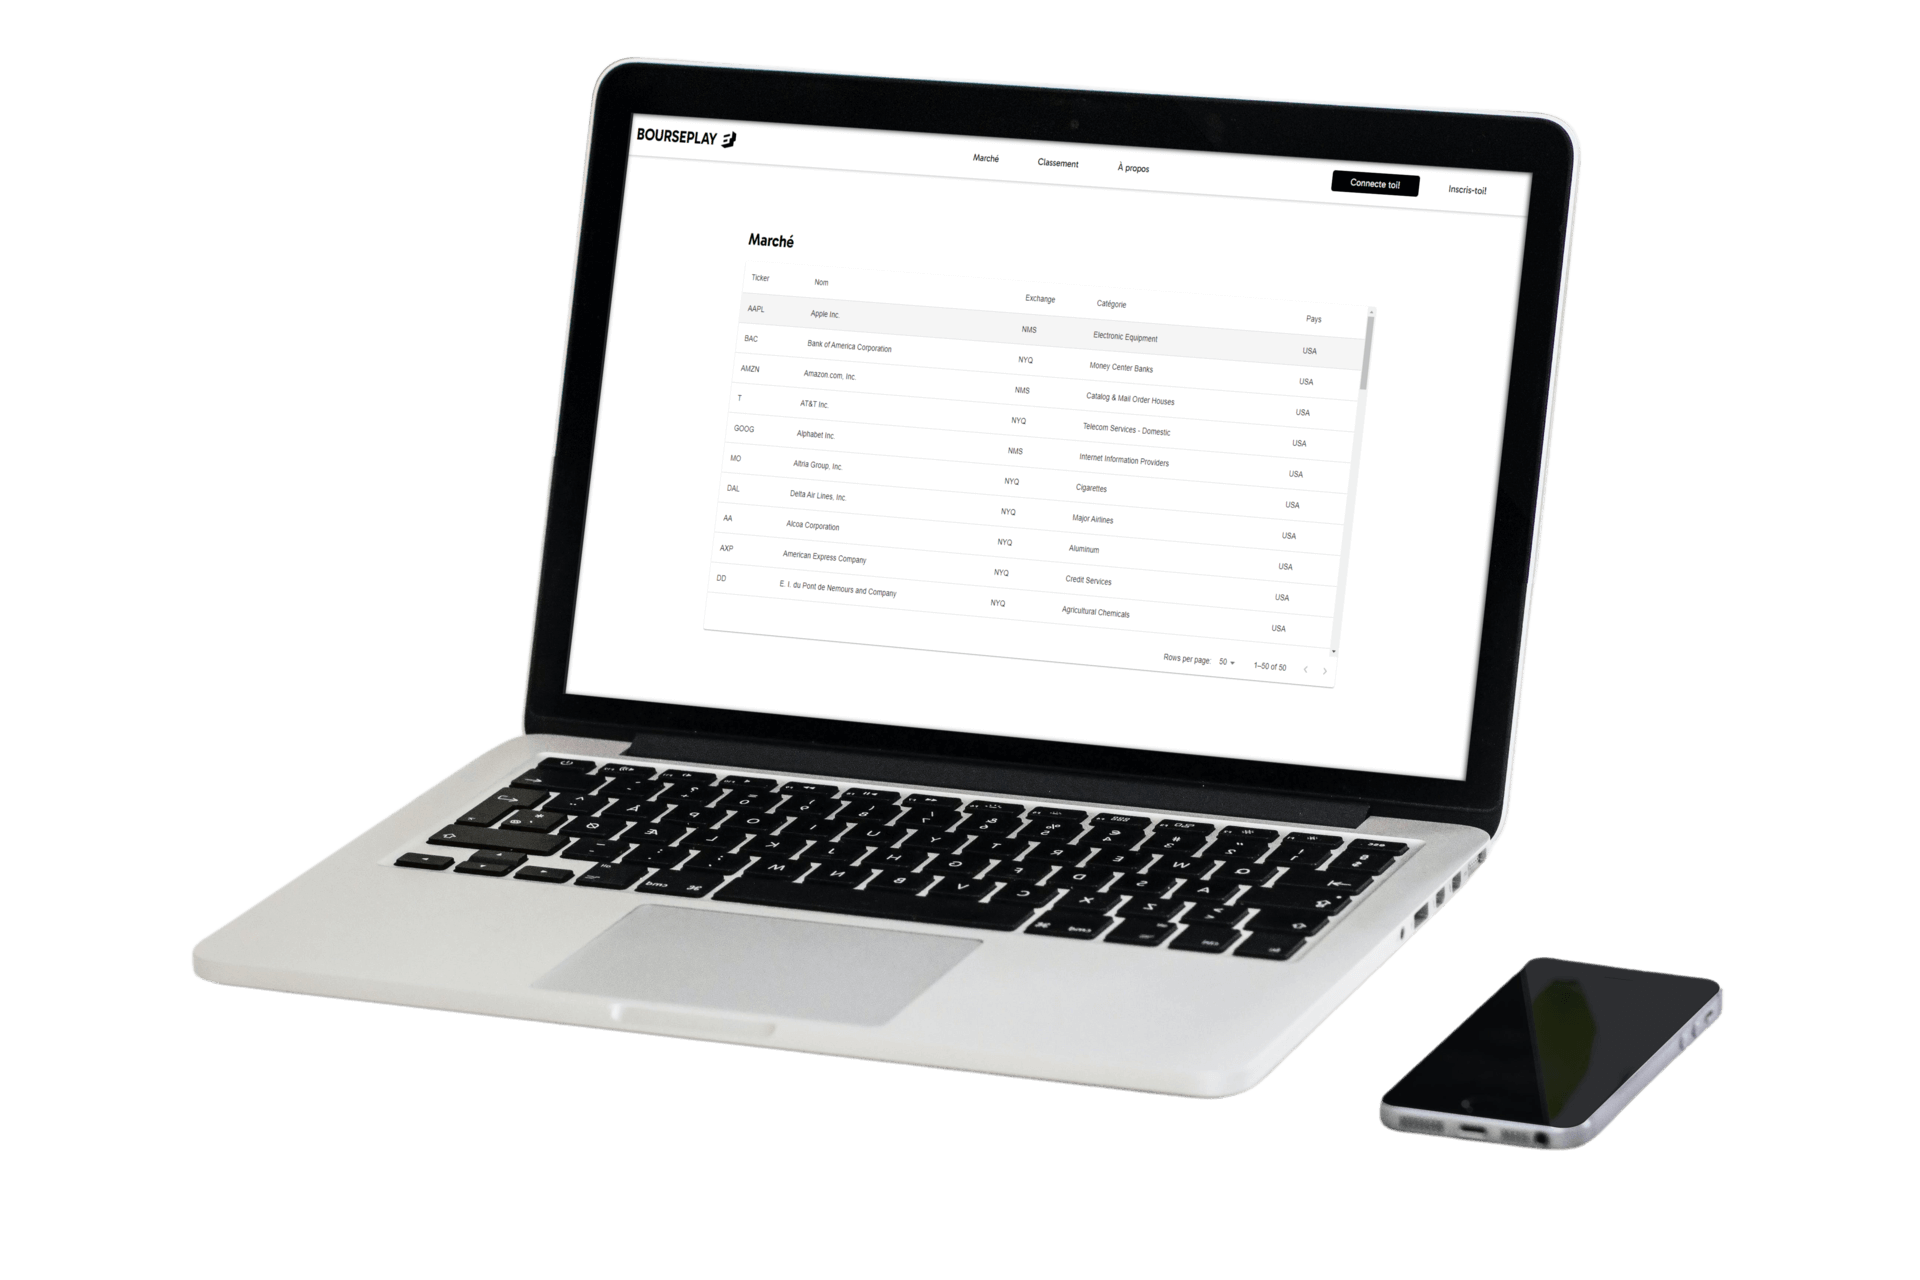 BOURSEPLAY
Marché Classement À propos Connecte toi! Inscris-toi!
Marché
Ticker Nom Exchange Catégorie Pays
AAPL Apple Inc. NMS Electronic Equipment USA
BAC Bank of America Corporation NYQ Money Center Banks USA
AMZN Amazon.com, Inc. NMS Catalog & Mail Order Houses USA
T AT&T Inc. NYQ Telecom Services - Domestic USA
GOOG Alphabet Inc. NMS Internet Information Providers USA
MO Altria Group, Inc. NYQ Cigarettes USA
DAL Delta Air Lines, Inc. NYQ Major Airlines USA
AA Alcoa Corporation NYQ Aluminum USA
AXP American Express Company NYQ Credit Services USA
DD E. I. du Pont de Nemours and Company NYQ Agricultural Chemicals USA
Rows per page: 50 1–50 of 50